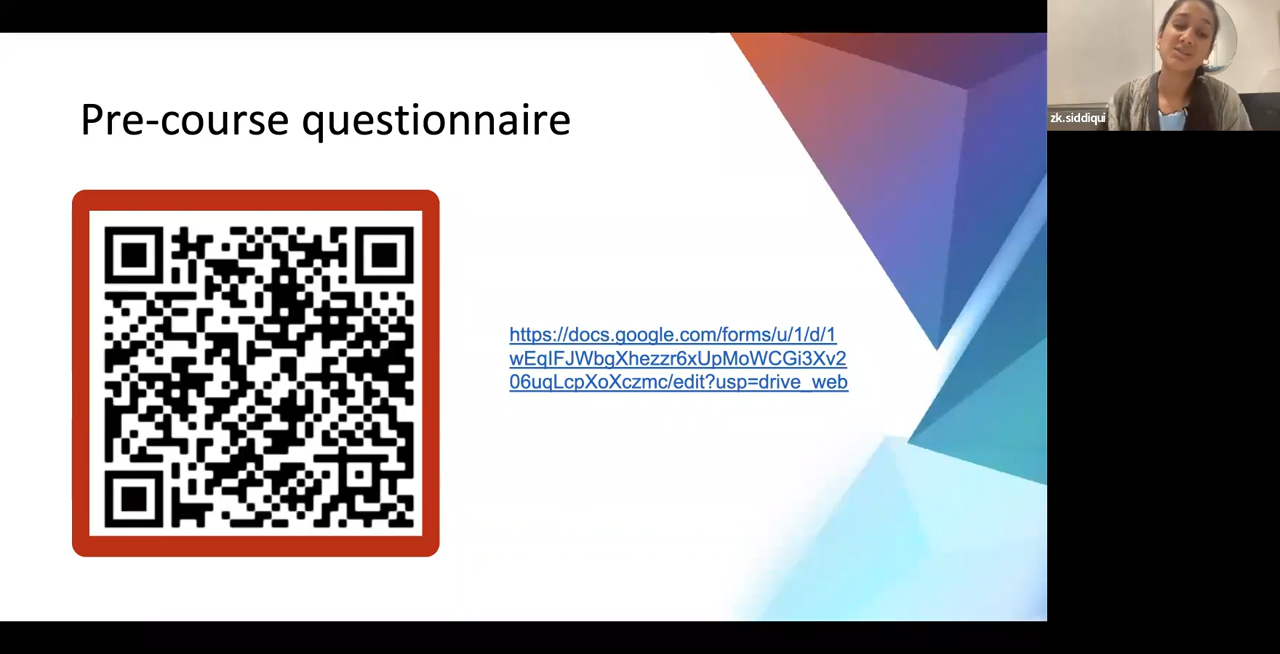 Pre-course questionnaire
https://docs.google.com/forms/u/1/d/1
wEqIFJWbgXhezzr6xUpMoWCGi3Xv2
06uqLcpXoXczmc/edit?usp=drive_web
zk.siddiqui